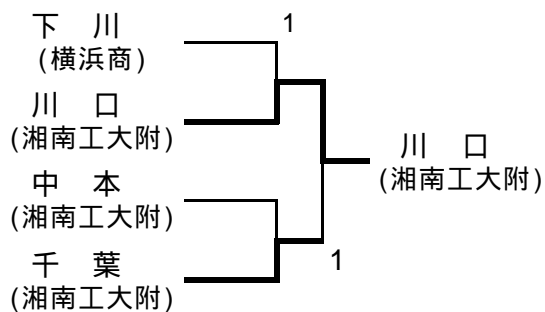 下 川
(横浜商)
1
川 口
(湘南工大附)
川 口
(湘南工大附)
中 本
(湘南工大附)
千 葉
(湘南工大附)
1